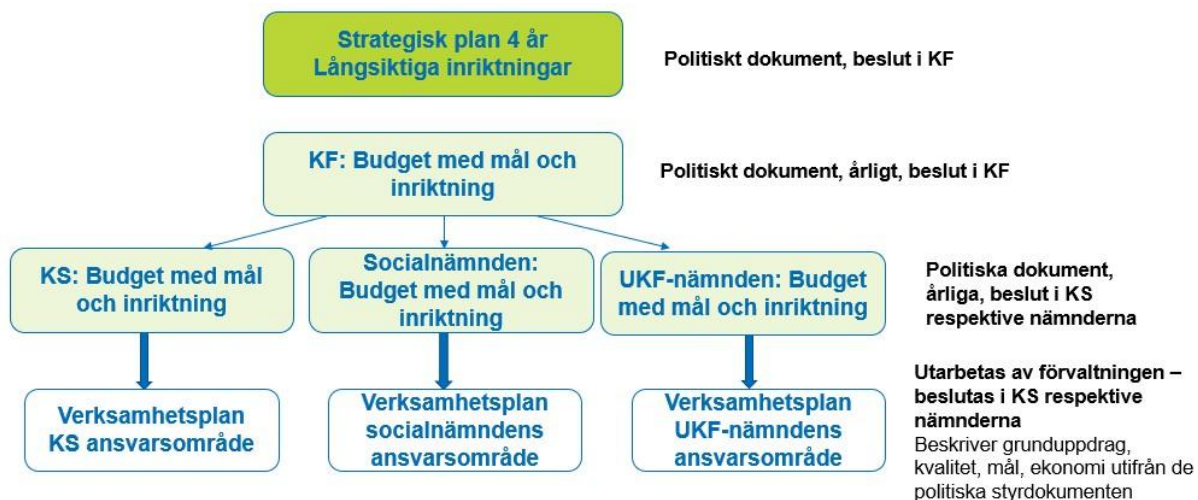 Strategisk plan 4 år
Långsiktiga inriktningar
Politiskt dokument, beslut i KF
KF: Budget med mål och
inriktning
Politiskt dokument, årligt, beslut i KF
KS: Budget med mål
och inriktning
Socialnämnden:
Budget med mål och
inriktning
UKF-nämnden: Budget
med mål och inriktning
Politiska dokument,
årliga, beslut i KS
respektive nämnderna
Verksamhetsplan
KS ansvarsområde
Verksamhetsplan
socialnämndens
ansvarsområde
Verksamhetsplan
UKF-nämndens
ansvarsområde
Utarbetas av förvaltningen –
beslutas i KS respektive
nämnderna
Beskriver grunduppdrag,
kvalitet, mål, ekonomi utifrån de
politiska styrdokumenten